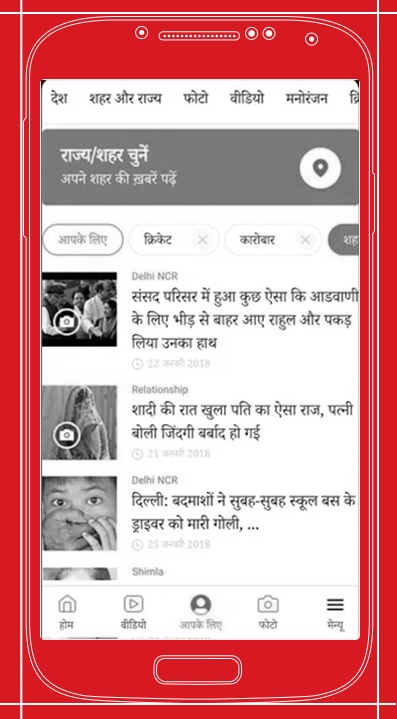 देश शहर और राज्य फोटो वीडियो मनोरंजन
राज्य/शहर चुनें
अपने शहर की ख़बरें पढ़ें
आपके लिए क्रिकेट कारोबार
Delhi NCR
संसद परिसर में हुआ कुछ ऐसा कि आडवाणी
के लिए भीड़ से बाहर आए राहुल और पकड़
लिया उनका हाथ
22 जनवरी 2018
Relationship
शादी की रात खुला पति का ऐसा राज, पत्नी
बोली जिंदगी बर्बाद हो गई
21 जनवरी 2018
Delhi NCR
दिल्ली: बदमाशों ने सुबह-सुबह स्कूल बस के
ड्राइवर को मारी गोली, ...
25 जनवरी 2018
Shimla
होम वीडियो आपके लिए फोटो मेन्यू